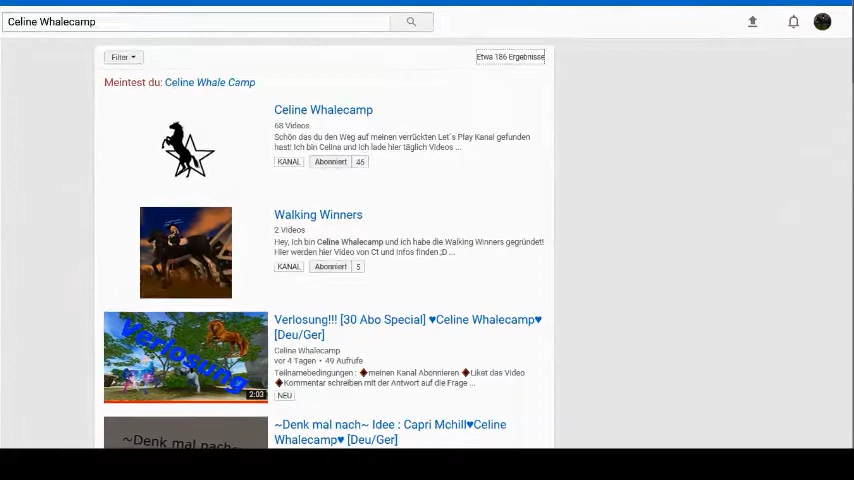 Celine Whalecamp
Filter
Etwa 186 Ergebnisse
Meintest du: Celine Whale Camp
Celine Whalecamp
68 Videos
Schön das du den Weg auf meinen verrückten Let´s Play Kanal gefunden
hast! Ich bin Celina und Ich lade hier täglich Videos ...
KANAL Abonniert 46
Walking Winners
2 Videos
Hey, Ich bin Celine Whalecamp und ich habe die Walking Winners gegründet!
Hier werden hier Video von Ct und Infos finden ;D ...
KANAL Abonniert 5
Verlosung
2:03
Verlosung!!! [30 Abo Special] ♥Celine Whalecamp♥
[Deu/Ger]
Celine Whalecamp
vor 4 Tagen • 49 Aufrufe
Teilnamebedingungen : ♦meinen Kanal Abonnieren ♦Liket das Video
♦Kommentar schreiben mit der Antwort auf die Frage ...
NEU
~Denk mal nach~
~Denk mal nach~ Idee : Capri Mchill♥Celine
Whalecamp♥ [Deu/Ger]